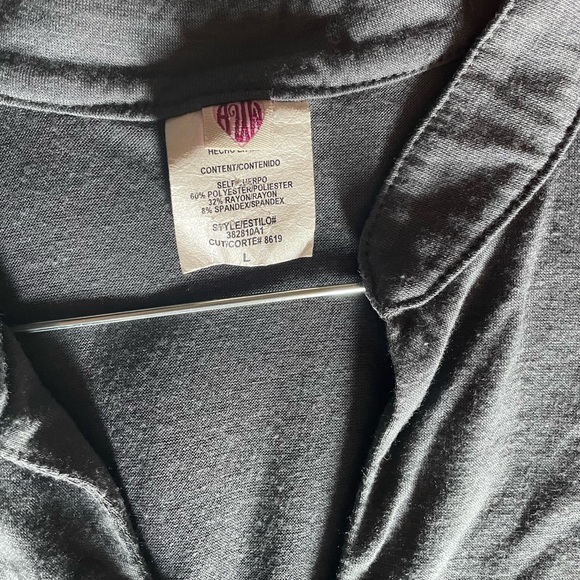 HECHO
CONTENT/CONTENIDO
SELF/CUERPO
60% POLYESTER/POLIESTER
32% RAYON/RAYON
8% SPANDEX/SPANDEX
STYLE/ESTILO#
382810A1
CUT/CORTE# 8619
L